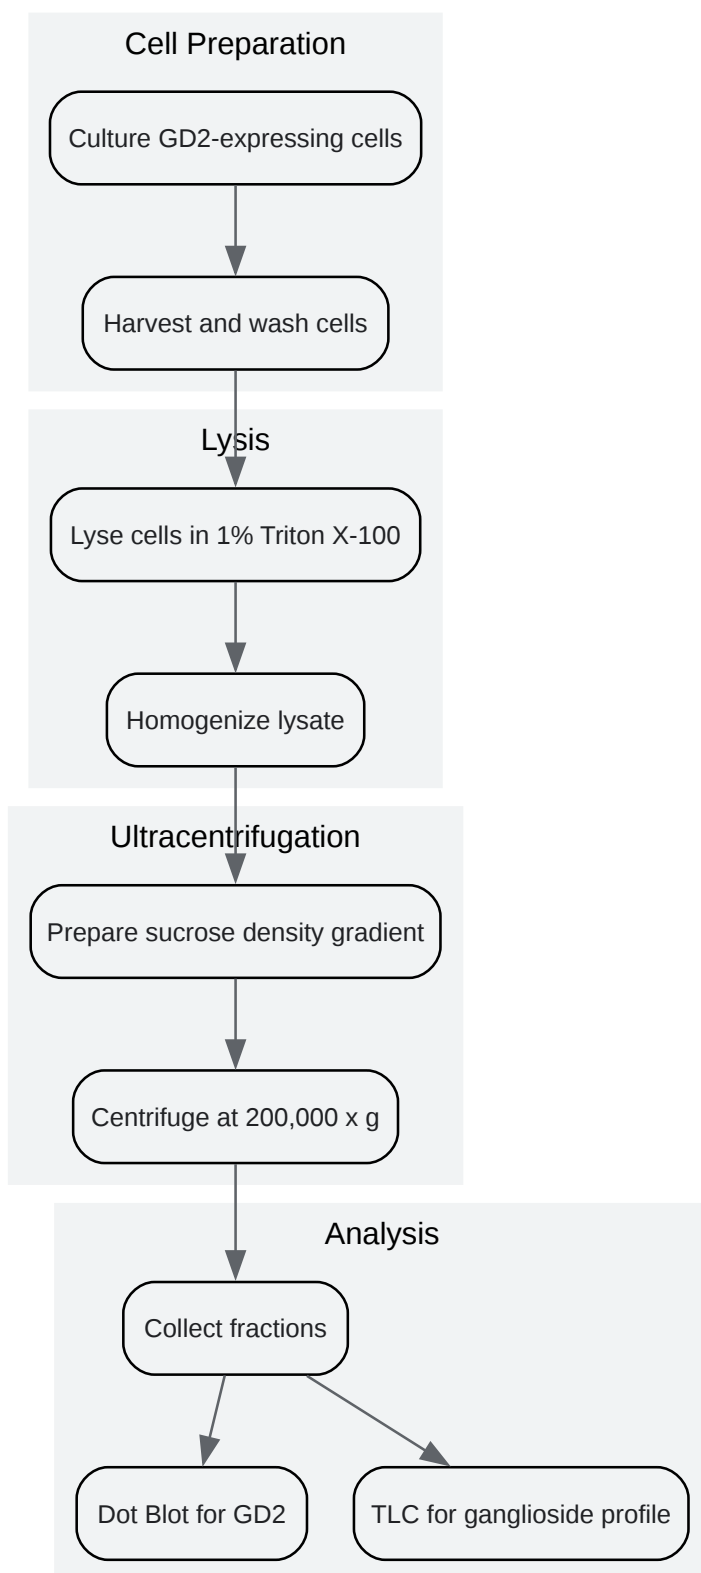 Cell Preparation
Culture GD2-expressing cells
Harvest and wash cells
Lysis
Lyse cells in 1% Triton X-100
Homogenize lysate
Ultracentrifugation
Prepare sucrose density gradient
Centrifuge at 200,000 x g
Analysis
Collect fractions
Dot Blot for GD2
TLC for ganglioside profile